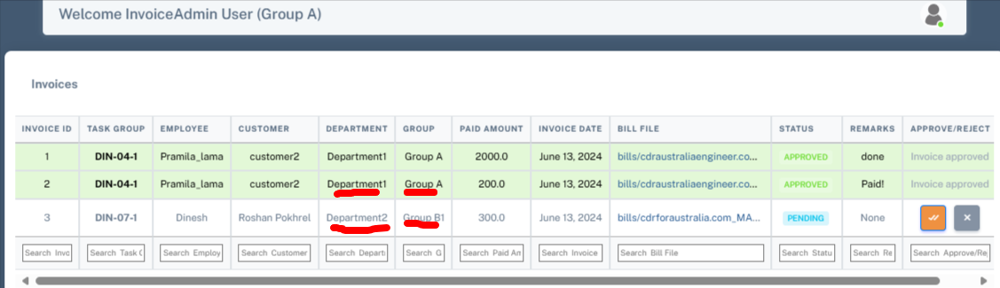 Welcome InvoiceAdmin User (Group A)
Invoices
INVOICE ID TASK GROUP EMPLOYEE CUSTOMER DEPARTMENT GROUP PAID AMOUNT INVOICE DATE BILL FILE STATUS REMARKS APPROVE/REJECT
1 DIN-04-1 Pramila_lama customer2 Department1 Group A 2000.0 June 13, 2024 bills/cdraustraliaengineer.co... APPROVED done Invoice approved
2 DIN-04-1 Pramila_lama customer2 Department1 Group A 200.0 June 13, 2024 bills/cdraustraliaengineer.co... APPROVED Paid! Invoice approved
3 DIN-07-1 Dinesh Roshan Pokhrel Department2 Group B1 300.0 June 13, 2024 bills/cdrforaustralia.com_MA... PENDING None
Search Invc Search Task ( Search Employ Search Customer Search Departi Search G Search Paid An Search Invoice Search Bill File Search Statu Search Re Search Approve/Rej